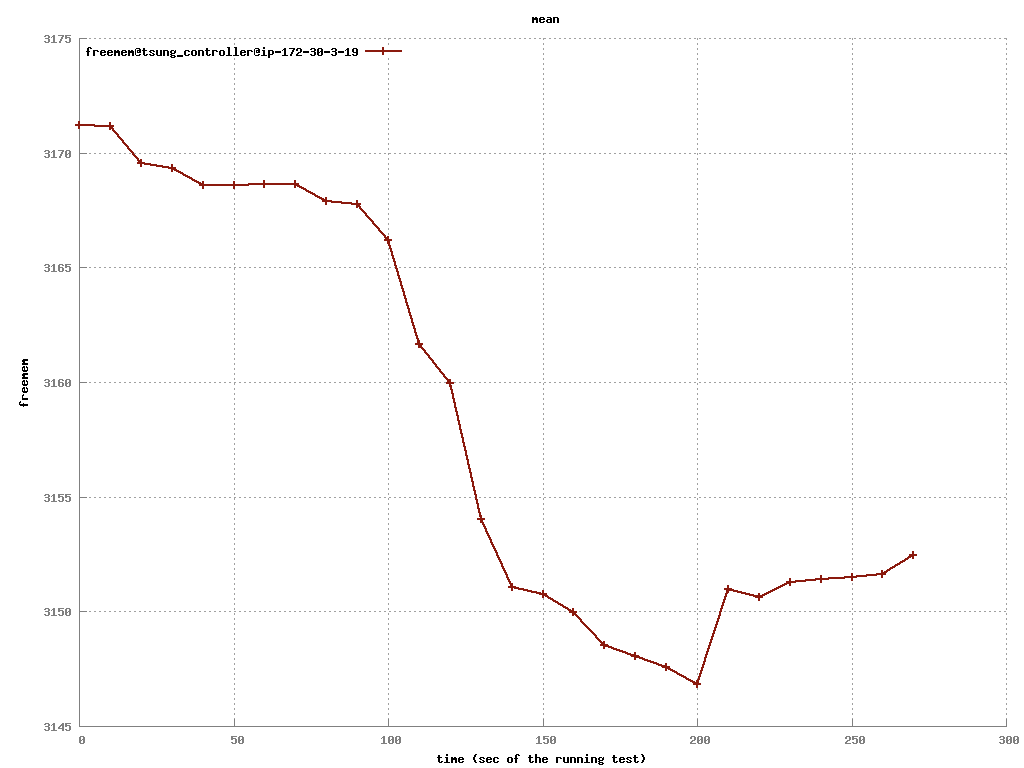 mean
3175
freemem@tsung_controller@ip-172-30-3-19
3170
3165
3160
3155
3150
3145
freemem
0 50 100 150 200 250 300
time (sec of the running test)